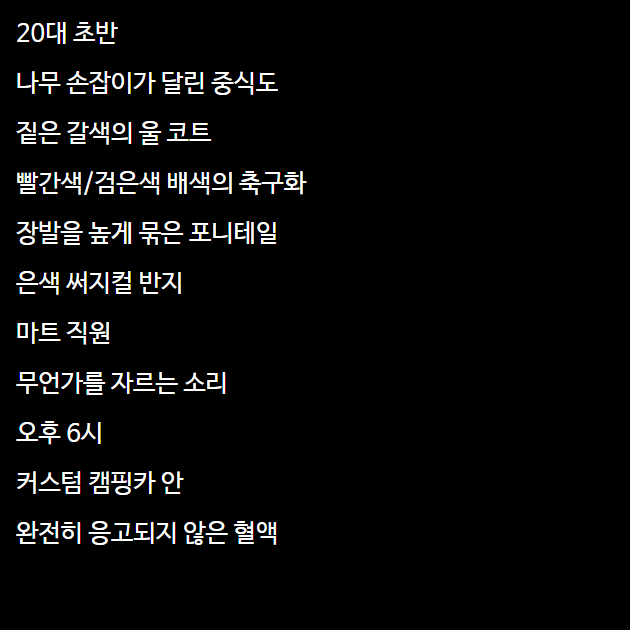 20대 초반
나무 손잡이가 달린 중식도
짙은 갈색의 울 코트
빨간색/검은색 배색의 축구화
장발을 높게 묶은 포니테일
은색 써지컬 반지
마트 직원
무언가를 자르는 소리
오후 6시
커스텀 캠핑카 안
완전히 응고되지 않은 혈액